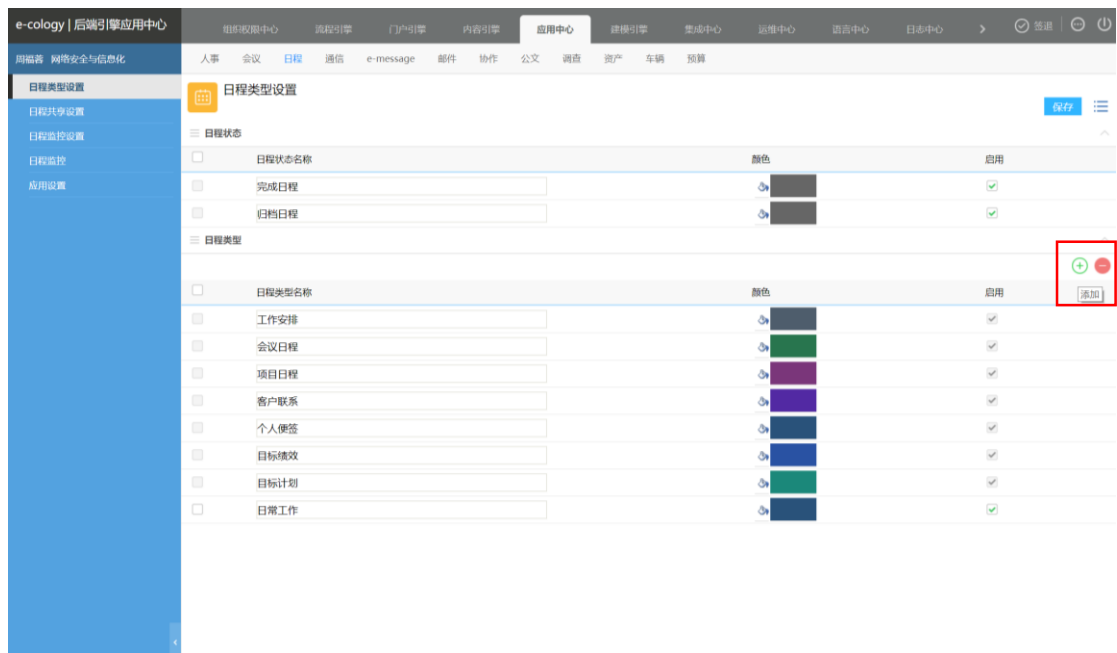 e-cology | 后端引擎应用中心
组织权限中心 流程引擎 门户引擎 内容引擎 应用中心 建模引擎 集成中心 运维中心 语言中心 日志中心 签退
周福荟 网络安全与信息化
人事 会议 日程 通信 e-message 邮件 协作 公文 调查 资产 车辆 预算
日程类型设置
日程共享设置
日程监控设置
日程监控
应用设置
日程类型设置
保存
日程状态
日程状态名称 颜色 启用
完成日程
归档日程
日程类型
日程类型名称 颜色 启用
添加
工作安排
会议日程
项目日程
客户联系
个人便签
目标绩效
目标计划
日常工作